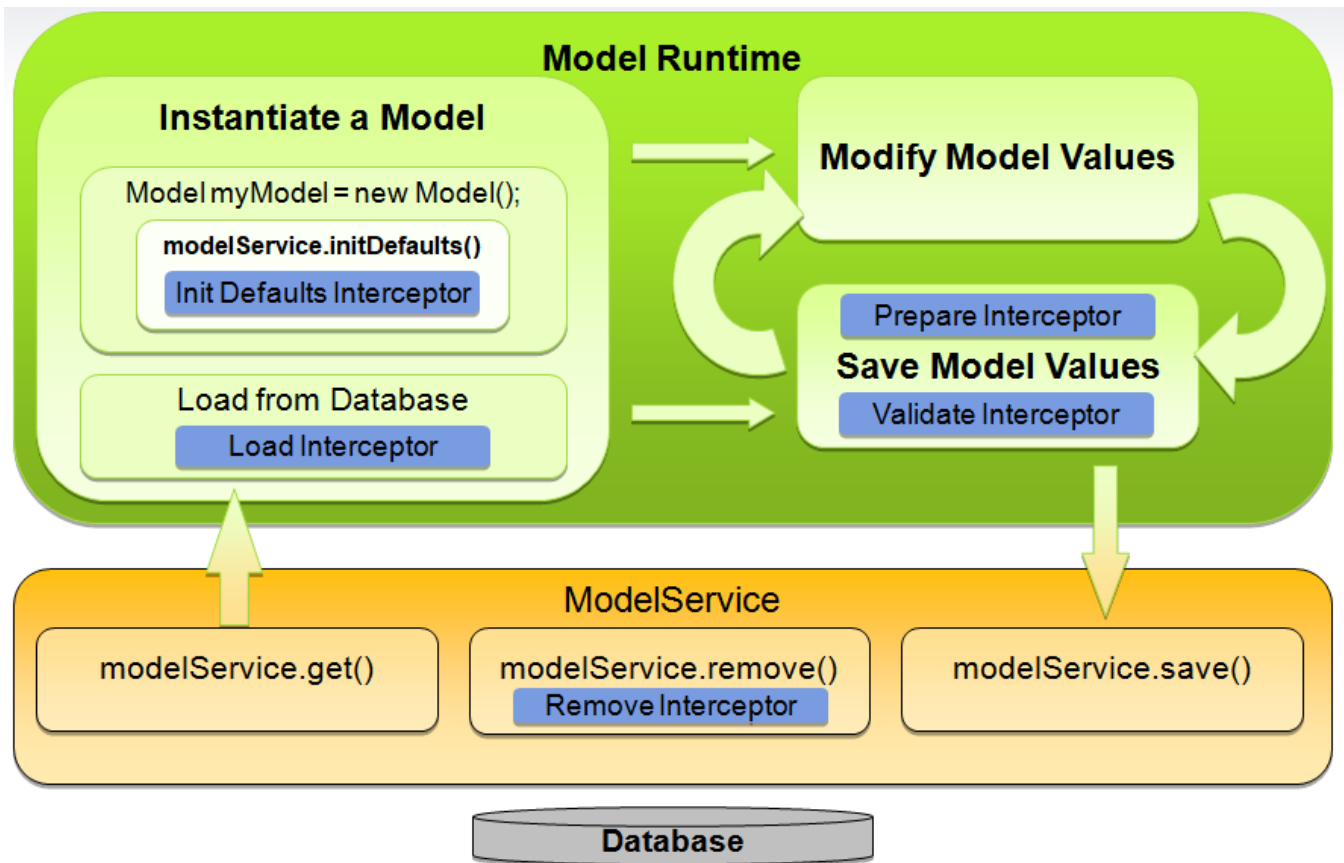 Model Runtime
Instantiate a Model
Model myModel = new Model();
modelService.initDefaults()
Init Defaults Interceptor
Load from Database
Load Interceptor
Modify Model Values
Prepare Interceptor
Save Model Values
Validate Interceptor
ModelService
modelService.get()
modelService.remove()
Remove Interceptor
modelService.save()
Database